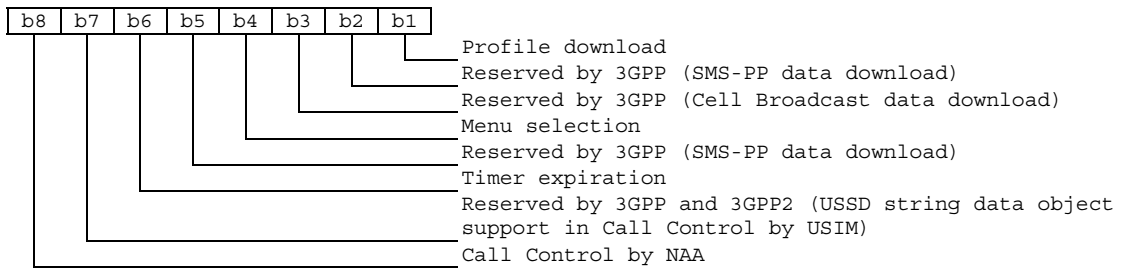 b8 b7 b6 b5 b4 b3 b2 b1
Profile download
Reserved by 3GPP (SMS-PP data download)
Reserved by 3GPP (Cell Broadcast data download)
Menu selection
Reserved by 3GPP (SMS-PP data download)
Timer expiration
Reserved by 3GPP and 3GPP2 (USSD string data object
support in Call Control by USIM)
Call Control by NAA